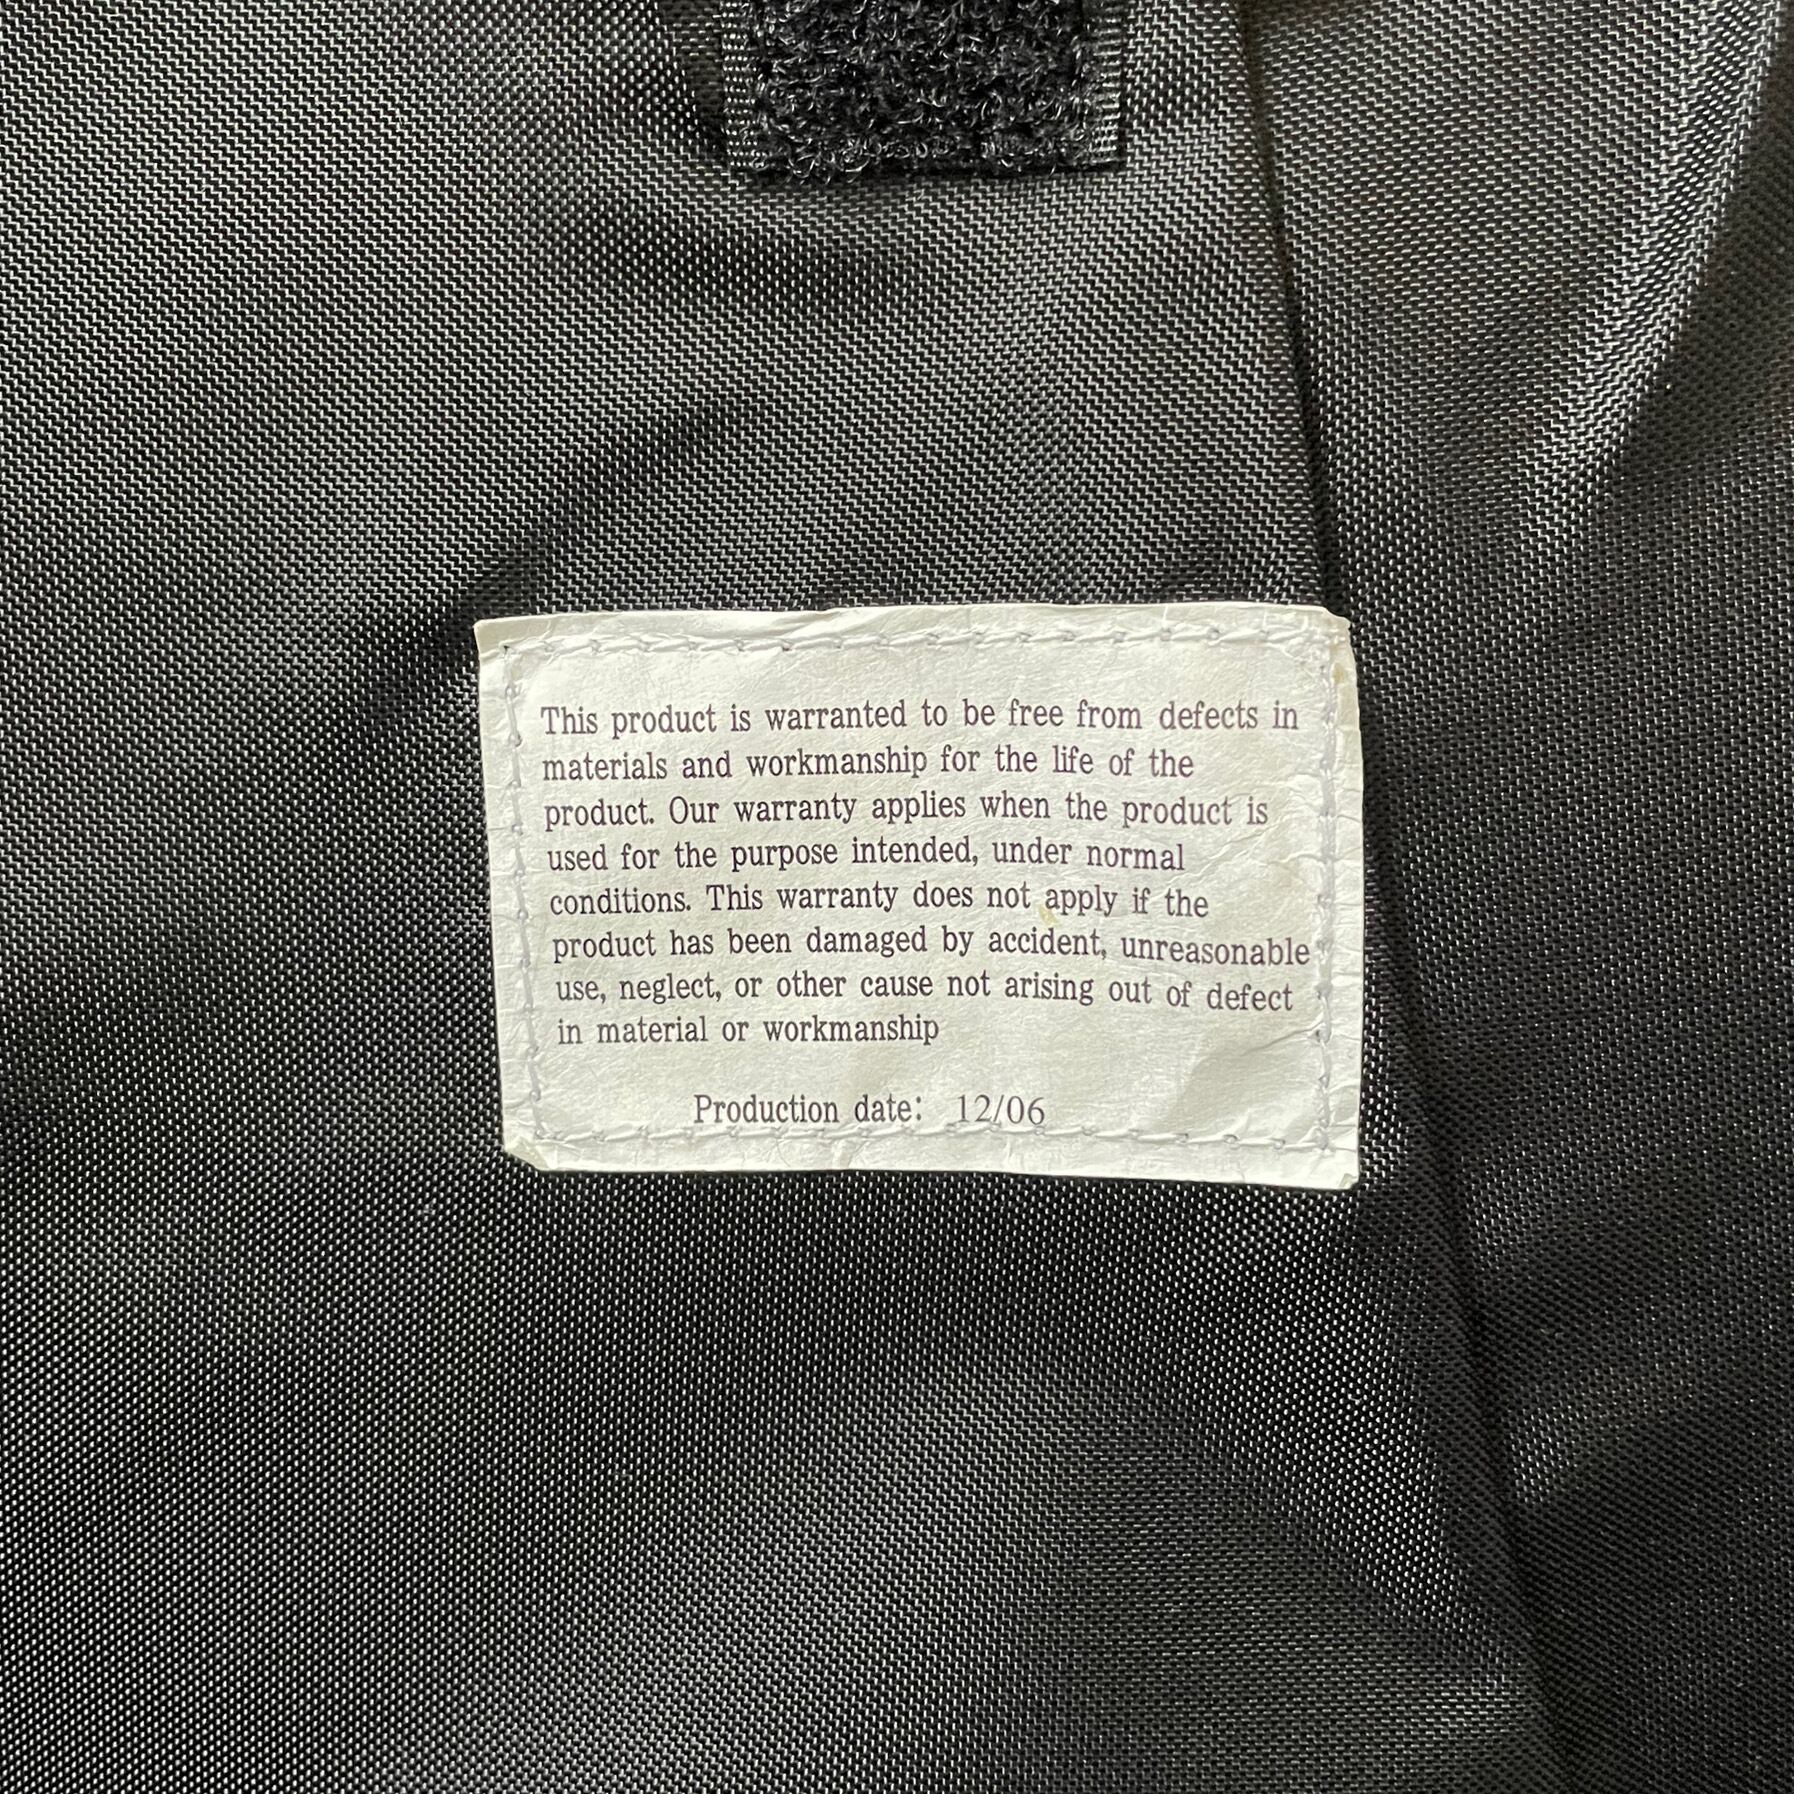 This product is warranted to be free from defects in
materials and workmanship for the life of the
product. Our warranty applies when the product is
used for the purpose intended, under normal
conditions. This warranty does not apply if the
product has been damaged by accident, unreasonable
use, neglect, or other cause not arising out of defect
in material or workmanship
Production date: 12/06